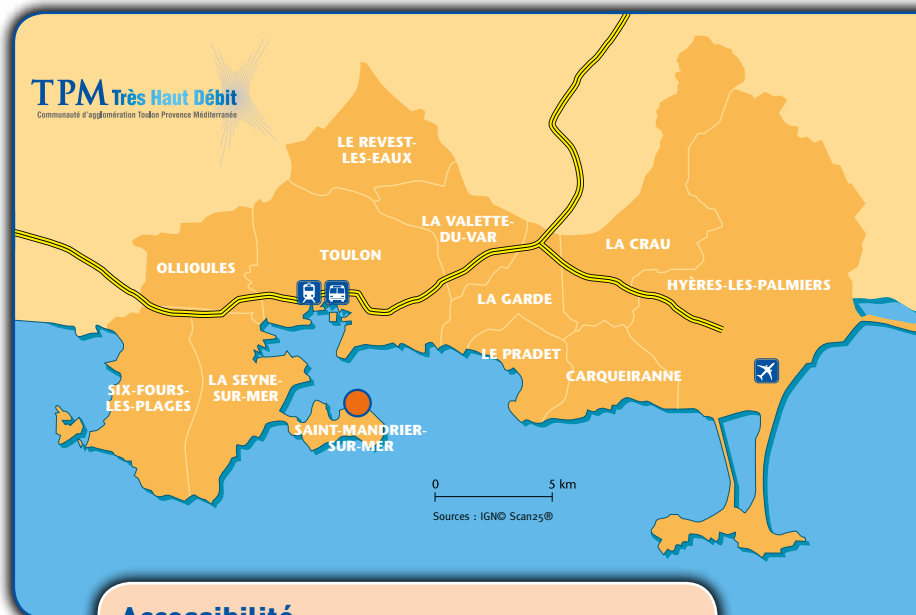 TPM Très Haut Débit
Communauté d'agglomération Toulon Provence Méditerranée
LE REVEST-
LES-EAUX
LA VALETTE-
DU-VAR
LA CRAU
TOULON
OLLIOULES
HYÈRES-LES-PALMIERS
LA GARDE
LE PRADET
CARQUEIRANNE
LA SEYNE-
SUR-MER
SIX-FOURS-
LES-PLAGES
SAINT-MANDRIER-
SUR-MER
0 5 km
Sources : IGN© Scan25®
Accessibilité